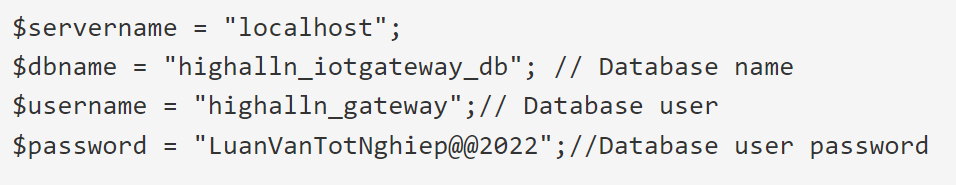 $servername = "localhost";
$dbname = "highalln_iotgateway_db"; // Database name
$username = "highalln_gateway";// Database user
$password = "LuanVanTotNghiep@@2022";//Database user password